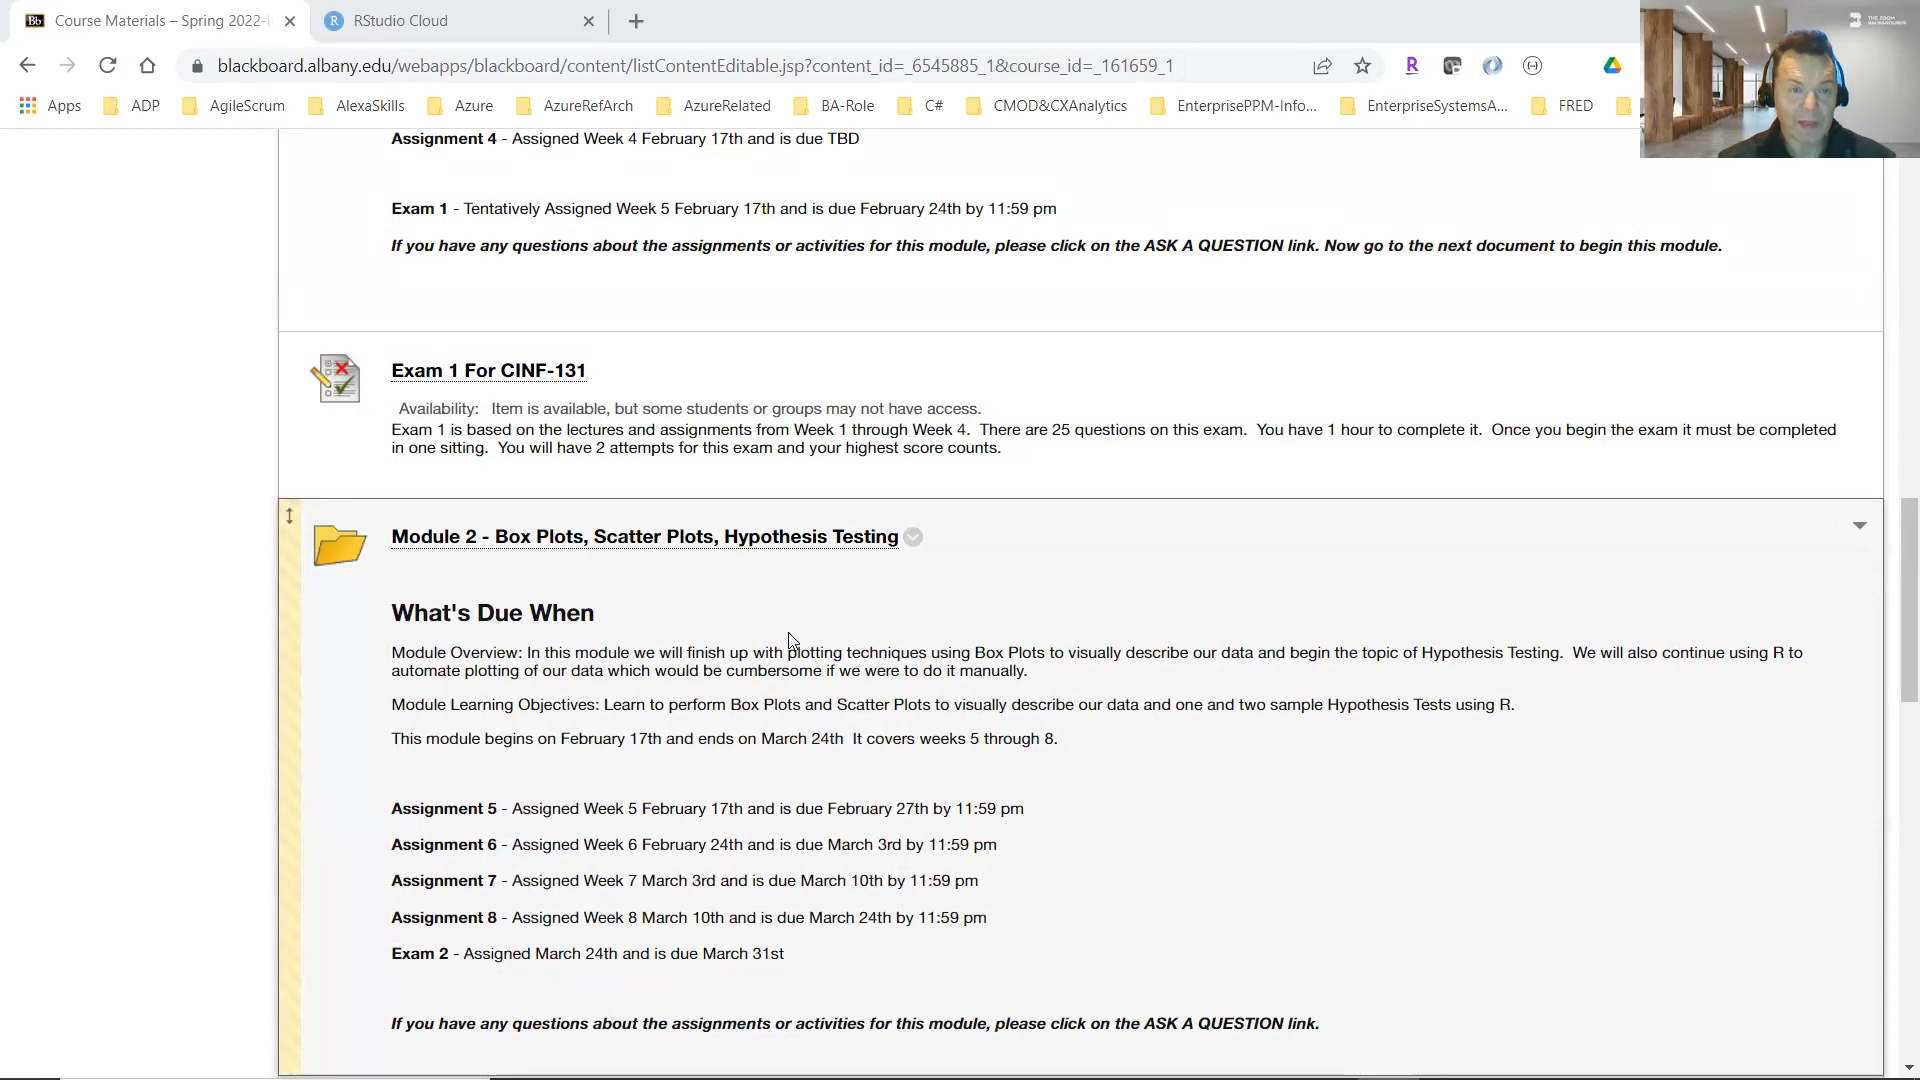 Bb Course Materials – Spring 2022-
R RStudio Cloud
blackboard.albany.edu/webapps/blackboard/content/listContentEditable.jsp?content_id=_6545885_1&course_id=_161659_1
R
Apps ADP AgileScrum AlexaSkills Azure AzureRefArch AzureRelated BA-Role C# CMOD&CXAnalytics EnterprisePPM-Info... EnterpriseSystemsA... FRED
THE ZOOM
BACKGROUNDS
Assignment 4 - Assigned Week 4 February 17th and is due TBD
Exam 1 - Tentatively Assigned Week 5 February 17th and is due February 24th by 11:59 pm
If you have any questions about the assignments or activities for this module, please click on the ASK A QUESTION link. Now go to the next document to begin this module.
Exam 1 For CINF-131
Availability: Item is available, but some students or groups may not have access.
Exam 1 is based on the lectures and assignments from Week 1 through Week 4. There are 25 questions on this exam. You have 1 hour to complete it. Once you begin the exam it must be completed
in one sitting. You will have 2 attempts for this exam and your highest score counts.
Module 2 - Box Plots, Scatter Plots, Hypothesis Testing
What's Due When
Module Overview: In this module we will finish up with plotting techniques using Box Plots to visually describe our data and begin the topic of Hypothesis Testing. We will also continue using R to
automate plotting of our data which would be cumbersome if we were to do it manually.
Module Learning Objectives: Learn to perform Box Plots and Scatter Plots to visually describe our data and one and two sample Hypothesis Tests using R.
This module begins on February 17th and ends on March 24th It covers weeks 5 through 8.
Assignment 5 - Assigned Week 5 February 17th and is due February 27th by 11:59 pm
Assignment 6 - Assigned Week 6 February 24th and is due March 3rd by 11:59 pm
Assignment 7 - Assigned Week 7 March 3rd and is due March 10th by 11:59 pm
Assignment 8 - Assigned Week 8 March 10th and is due March 24th by 11:59 pm
Exam 2 - Assigned March 24th and is due March 31st
If you have any questions about the assignments or activities for this module, please click on the ASK A QUESTION link.